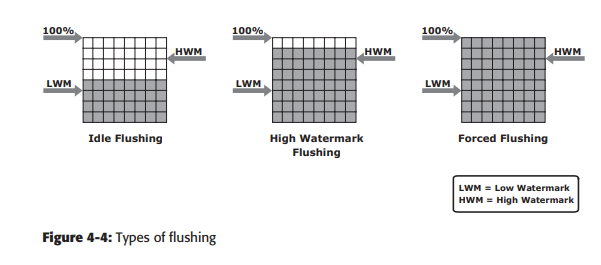 100%
HWM
LWM
Idle Flushing
100%
HWM
LWM
High Watermark
Flushing
100%
HWM
LWM
Forced Flushing
LWM = Low Watermark
HWM = High Watermark
Figure 4-4: Types of flushing